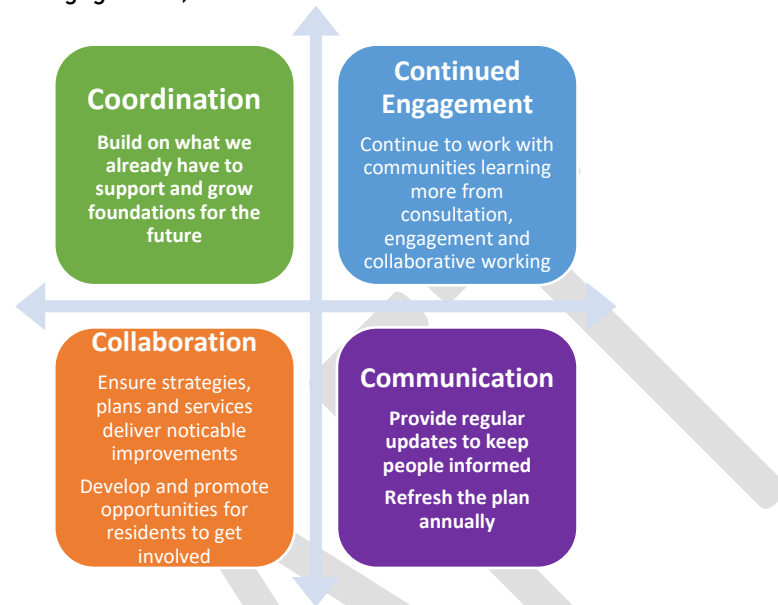 Coordination
Build on what we
already have to
support and grow
foundations for the
future
Continued
Engagement
Continue to work with
communities learning
more from
consultation,
engagement and
collaborative working
Collaboration
Ensure strategies,
plans and services
deliver noticable
improvements
Develop and promote
opportunities for
residents to get
involved
Communication
Provide regular
updates to keep
people informed
Refresh the plan
annually